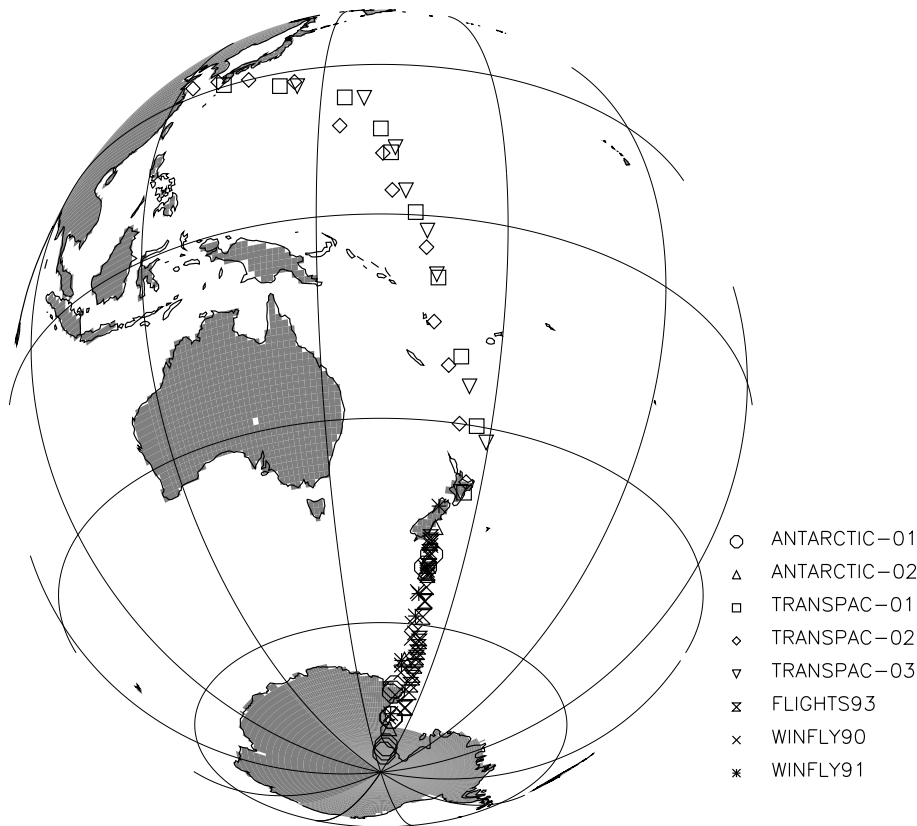 ANTARCTIC-01
ANTARCTIC-02
TRANSPAC-01
TRANSPAC-02
TRANSPAC-03
FLIGHTS93
WINFLY90
WINFLY91